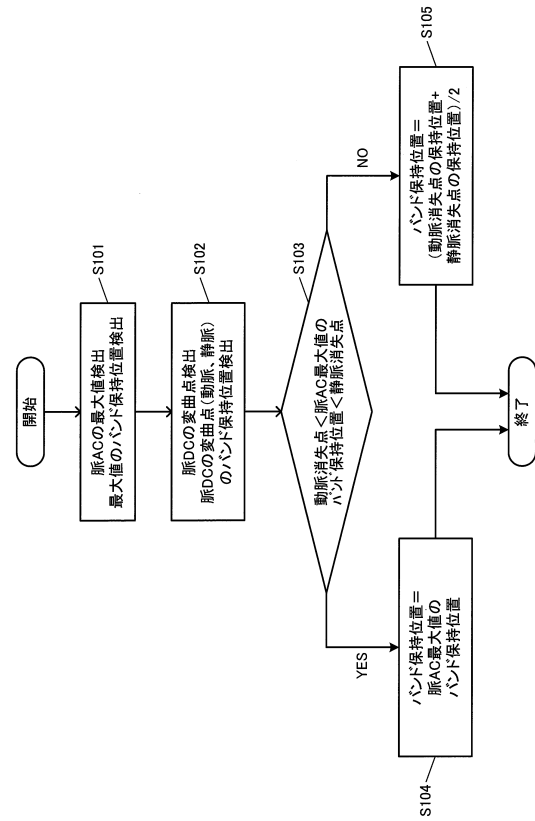 開始
S101
脈ACの最大値検出
最大値のバンド保持位置検出
S102
脈DCの変曲点検出
脈DCの変曲点(動脈、静脈)
のバンド保持位置検出
S103
動脈消失点<脈AC最大値の
バンド保持位置<静脈消失点
YES
NO
S104
バンド保持位置=
脈AC最大値の
バンド保持位置
S105
バンド保持位置=
(動脈消失点の保持位置+
静脈消失点の保持位置)/2
終了